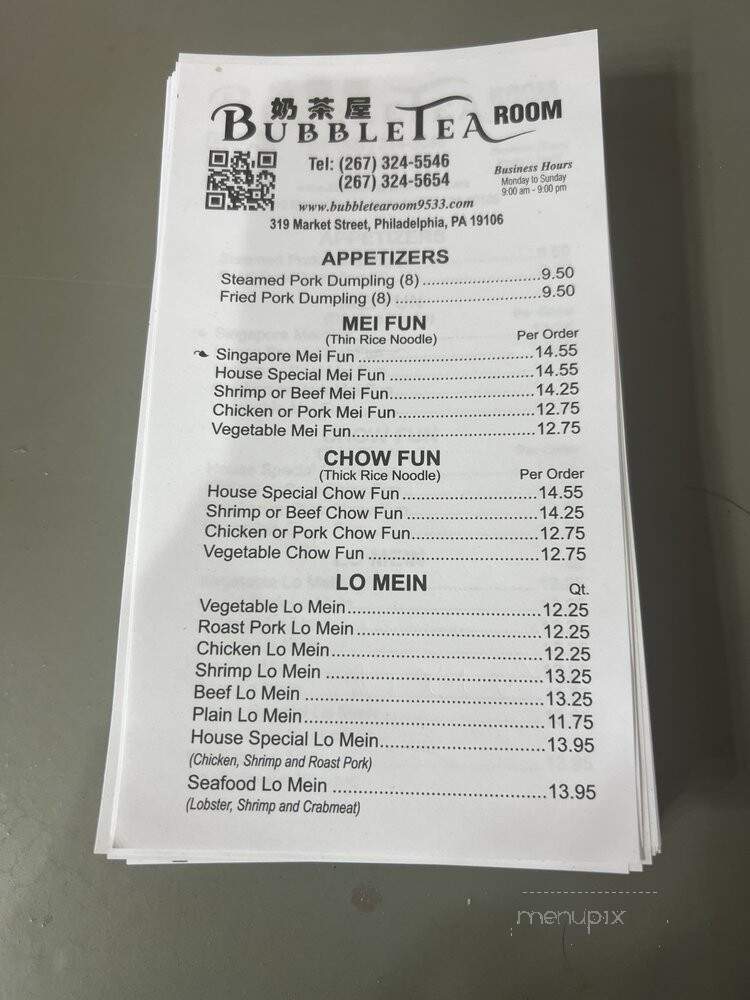 奶茶屋
BUBBLETEA ROOM
Tel: (267) 324-5546
(267) 324-5654
Business Hours
Monday to Sunday
9:00 am - 9:00 pm
www.bubbletearoom9533.com
319 Market Street, Philadelphia, PA 19106
APPETIZERS
Steamed Pork Dumpling (8)..........9.50
Fried Pork Dumpling (8)..........9.50
MEI FUN
(Thin Rice Noodle) Per Order
Singapore Mei Fun..........14.55
House Special Mei Fun..........14.55
Shrimp or Beef Mei Fun..........14.25
Chicken or Pork Mei Fun..........12.75
Vegetable Mei Fun..........12.75
CHOW FUN
(Thick Rice Noodle) Per Order
House Special Chow Fun..........14.55
Shrimp or Beef Chow Fun..........14.25
Chicken or Pork Chow Fun..........12.75
Vegetable Chow Fun..........12.75
LO MEIN Qt.
Vegetable Lo Mein..........12.25
Roast Pork Lo Mein..........12.25
Chicken Lo Mein..........12.25
Shrimp Lo Mein..........13.25
Beef Lo Mein..........13.25
Plain Lo Mein..........11.75
House Special Lo Mein..........13.95
(Chicken, Shrimp and Roast Pork)
Seafood Lo Mein..........13.95
(Lobster, Shrimp and Crabmeat)
menupix